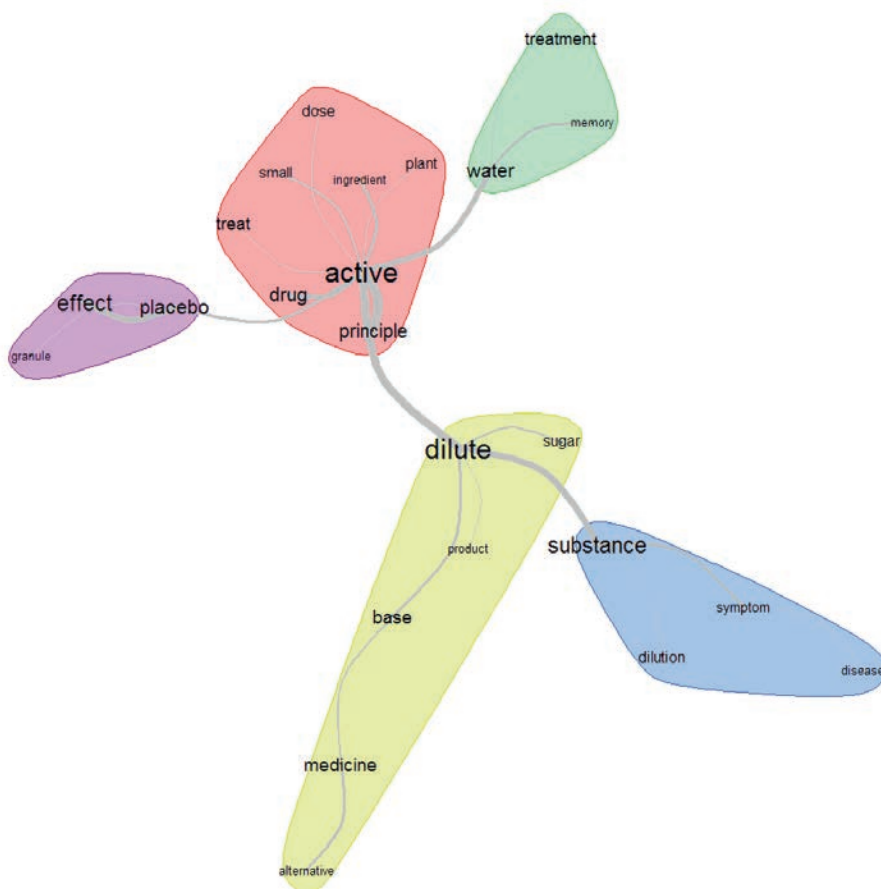 treatment
dose
memory
plant
small
ingredient
water
treat
active
drug
effect
placebo
principle
granule
dilute
sugar
substance
product
symptom
base
dilution
disease
medicine
alternative